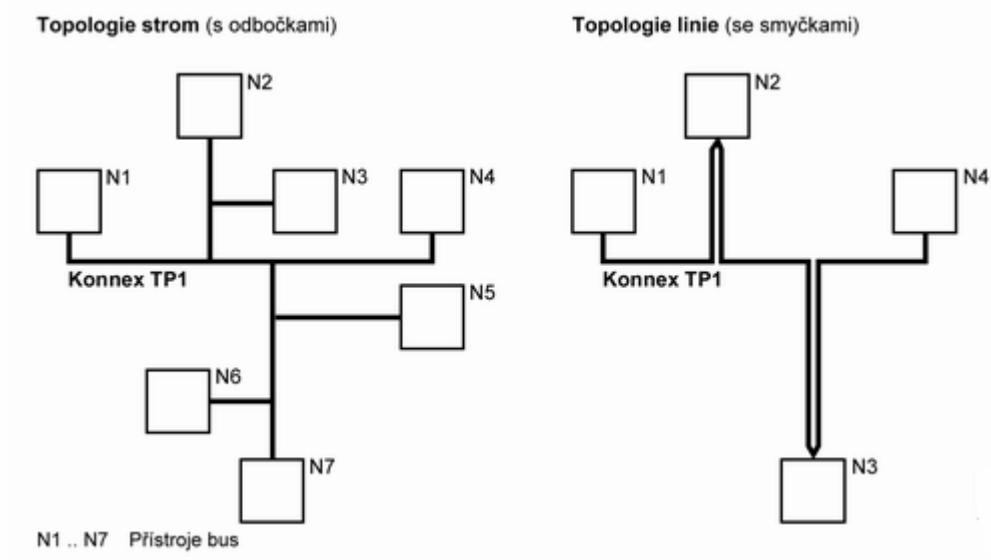 Topologie strom (s odbočkami)
N2
N1
N3
N4
Konnex TP1
N5
N6
N7
N1 .. N7 Přístroje bus
Topologie linie (se smyčkami)
N2
N1
N4
Konnex TP1
N3